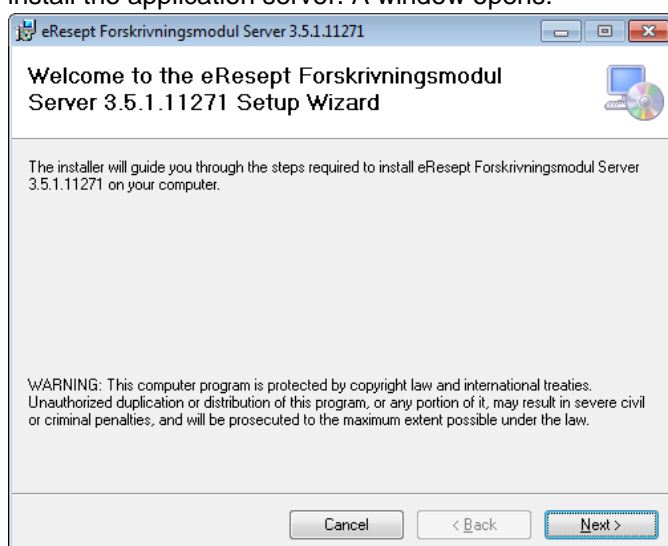 install the application server. A window opens.
eResept Forskrivningsmodul Server 3.5.1.11271
Welcome to the eResept Forskrivningsmodul
Server 3.5.1.11271 Setup Wizard
The installer will guide you through the steps required to install eResept Forskrivningsmodul Server
3.5.1.11271 on your computer.
WARNING: This computer program is protected by copyright law and international treaties.
Unauthorized duplication or distribution of this program, or any portion of it, may result in severe civil
or criminal penalties, and will be prosecuted to the maximum extent possible under the law.
Cancel < Back Next >